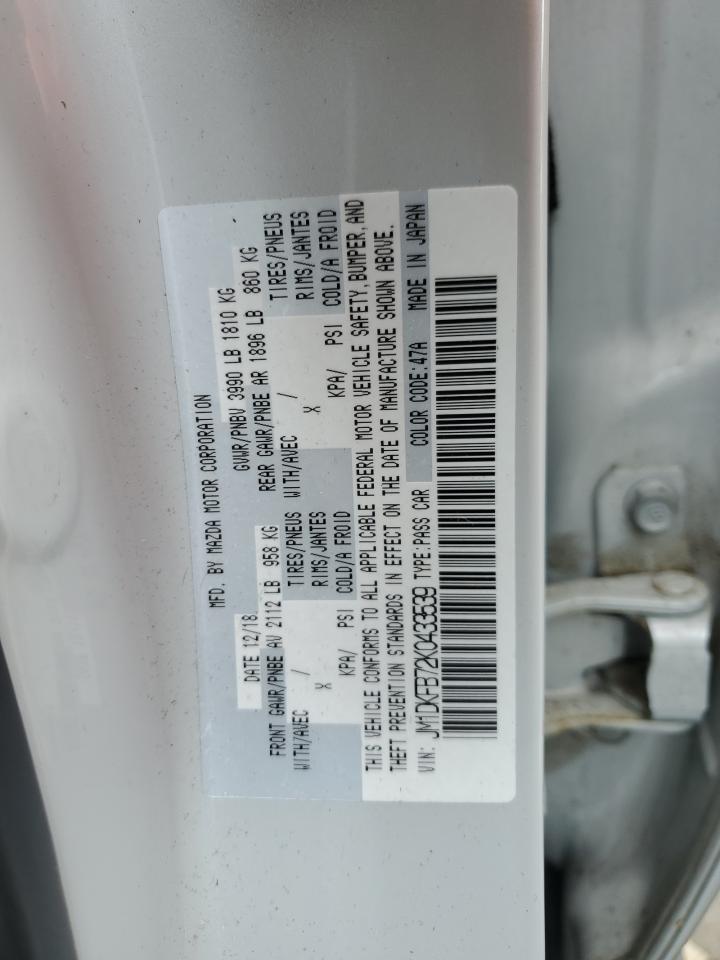 MFD. BY MAZDA MOTOR CORPORATION
DATE 12/18 GVWR/PNBV 3990 LB 1810 KG
FRONT GAWR/PNBE AV 2112 LB 958 KG REAR GAWR/PNBE AR 1896 LB 860 KG
WITH/AVEC / TIRES/PNEUS WITH/AVEC / TIRES/PNEUS
X RIMS/JANTES X RIMS/JANTES
KPA/ PSI COLD/A FROID KPA/ PSI COLD/A FROID
THIS VEHICLE CONFORMS TO ALL APPLICABLE FEDERAL MOTOR VEHICLE SAFETY,BUMPER,AND
THEFT PREVENTION STANDARDS IN EFFECT ON THE DATE OF MANUFACTURE SHOWN ABOVE.
VIN: JM1DKFB72K0433539 TYPE:PASS CAR COLOR CODE:47A MADE IN JAPAN